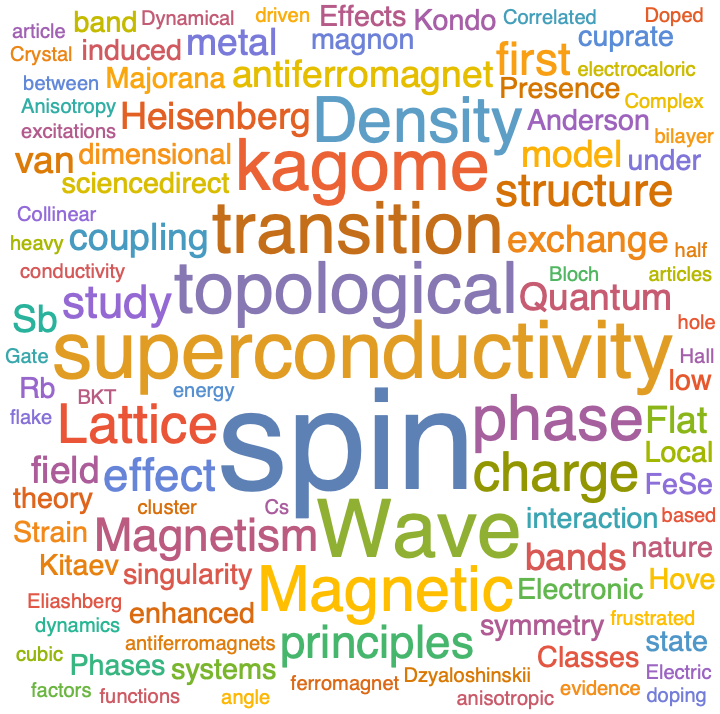 article band Dynamical driven Effects Kondo Correlated Doped
Crystal induced metal magnon first cuprate
between Majorana antiferromagnet Presence electrocaloric
Anisotropy Heisenberg Density Anderson Complex
excitations bilayer
van dimensional kagome model under
sciencedirect structure
Collinear transition
heavy coupling exchange half
conductivity topological Bloch articles
Sb study Quantum hole
Gate superconductivity Hall
Rb BKT energy low
flake Lattice spin phase Flat
field effect charge Local
theory FeSe
cluster Cs Wave interaction based
Strain Magnetism bands nature
Kitaev singularity Magnetic Electronic Hove
Eliashberg enhanced frustrated
dynamics antiferromagnets principles symmetry state
cubic Phases systems Classes
factors functions angle ferromagnet Dzyaloshinskii anisotropic evidence Electric doping